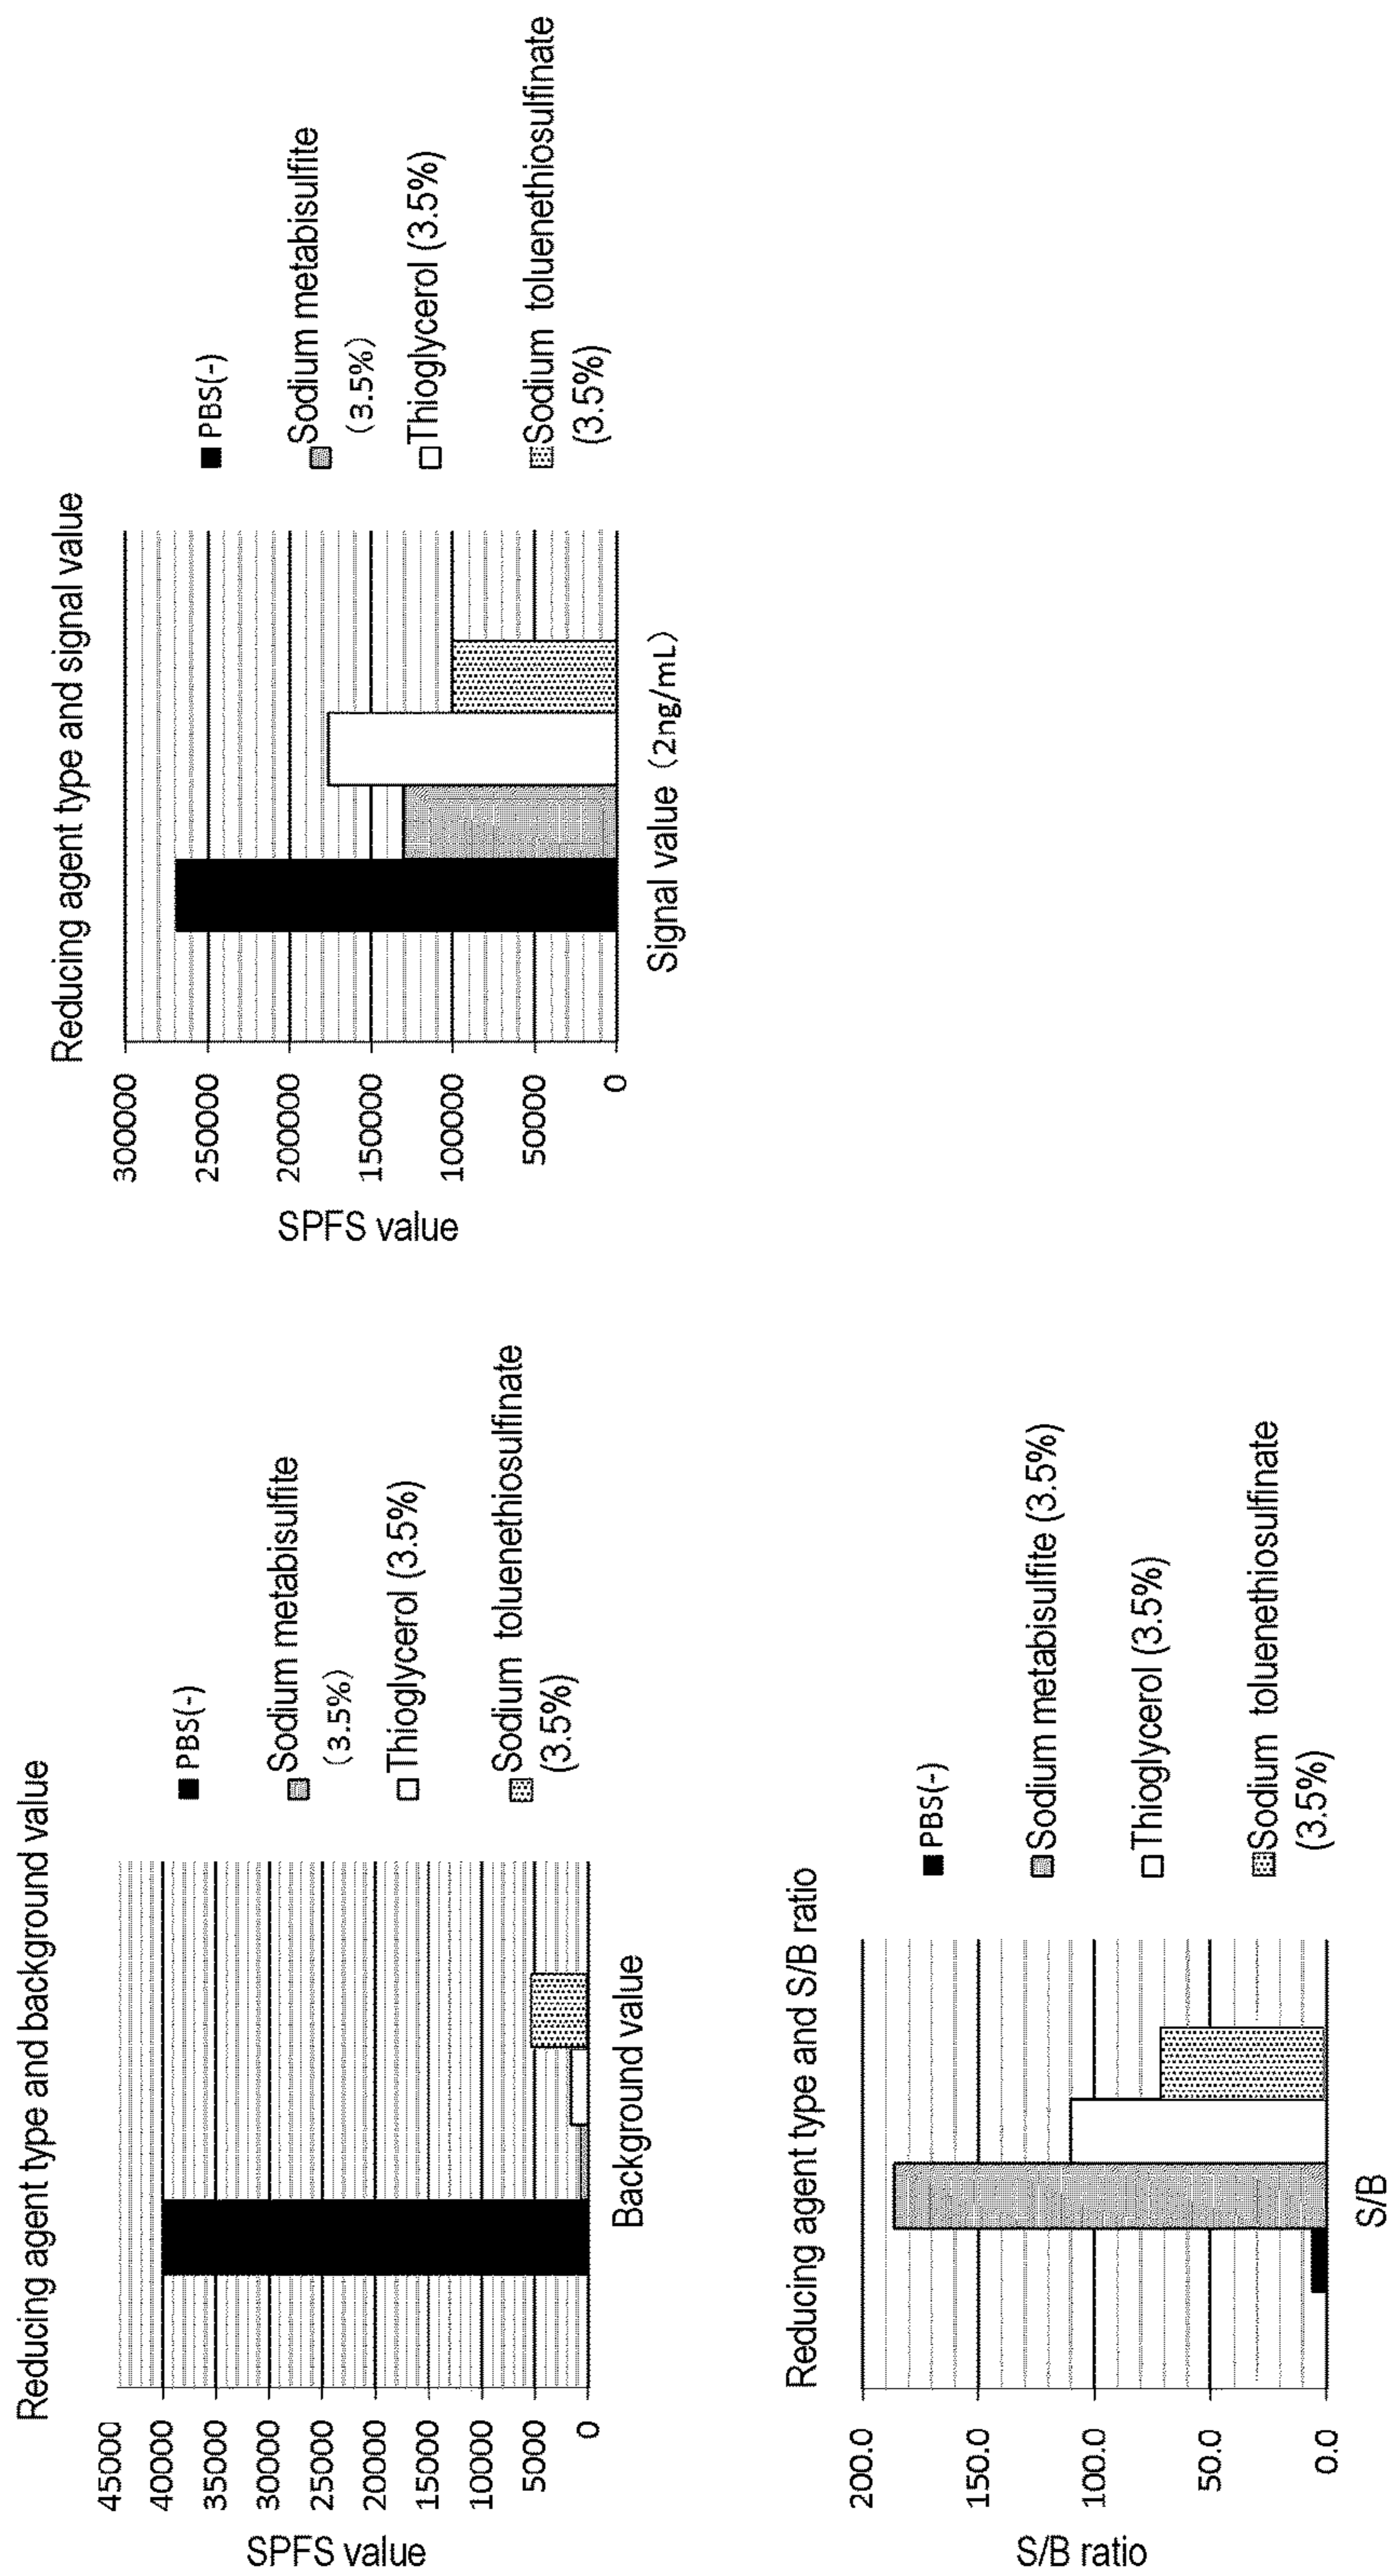 Reducing agent type and background value
SPFS value
45000
40000
35000
30000
25000
20000
15000
10000
5000
0
Background value
PBS(-)
Sodium metabisulfite
(3.5%)
Thioglycerol (3.5%)
Sodium toluenethiosulfinate
(3.5%)
Reducing agent type and signal value
SPFS value
300000
250000
200000
150000
100000
50000
0
Signal value (2ng/mL)
PBS(-)
Sodium metabisulfite
(3.5%)
Thioglycerol (3.5%)
Sodium toluenethiosulfinate
(3.5%)
Reducing agent type and S/B ratio
S/B ratio
200.0
150.0
100.0
50.0
0.0
S/B
PBS(-)
Sodium metabisulfite (3.5%)
Thioglycerol (3.5%)
Sodium toluenethiosulfinate
(3.5%)